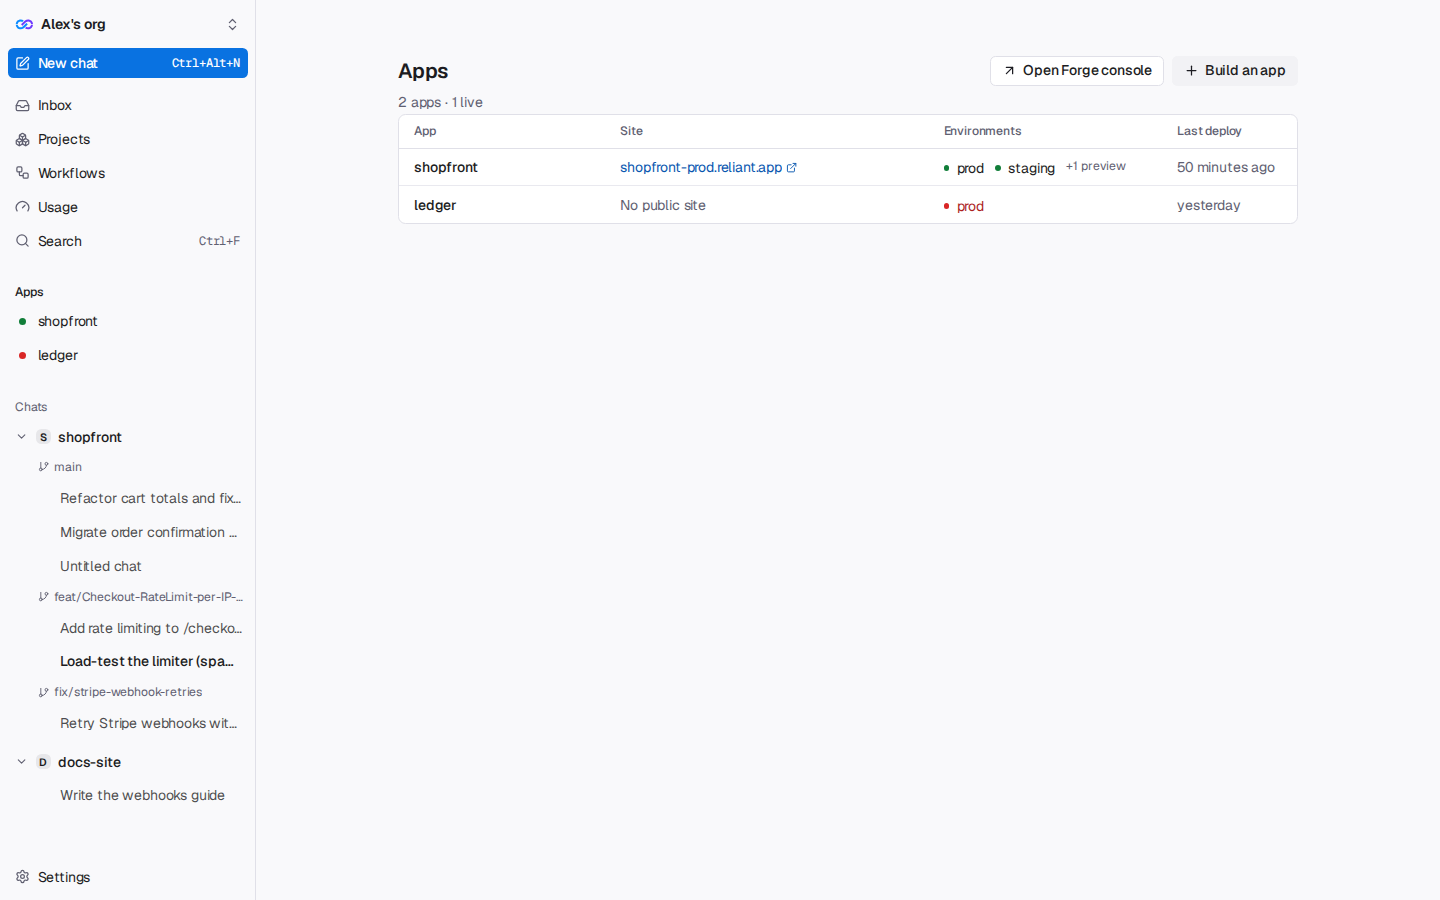 Alex's org
New chat Ctrl+Alt+N
Inbox
Projects
Workflows
Usage
Search Ctrl+F
Apps
shopfront
ledger
Chats
S shopfront
main
Refactor cart totals and fix...
Migrate order confirmation ...
Untitled chat
feat/Checkout-RateLimit-per-IP-...
Add rate limiting to /checko...
Load-test the limiter (spa...
fix/stripe-webhook-retries
Retry Stripe webhooks wit...
D docs-site
Write the webhooks guide
Settings
Apps
Open Forge console
Build an app
2 apps · 1 live
App Site Environments Last deploy
shopfront shopfront-prod.reliant.app prod staging +1 preview 50 minutes ago
ledger No public site prod yesterday